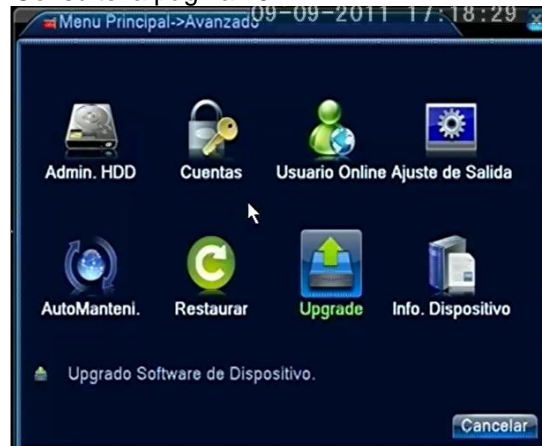 Menu Principal->Avanzado
09-09-2011 17:18:29
Admin. HDD
Cuentas
Usuario Online
Ajuste de Salida
AutoManteni.
Restaurar
Upgrade
Info. Dispositivo
Upgrado Software de Dispositivo.
Cancelar